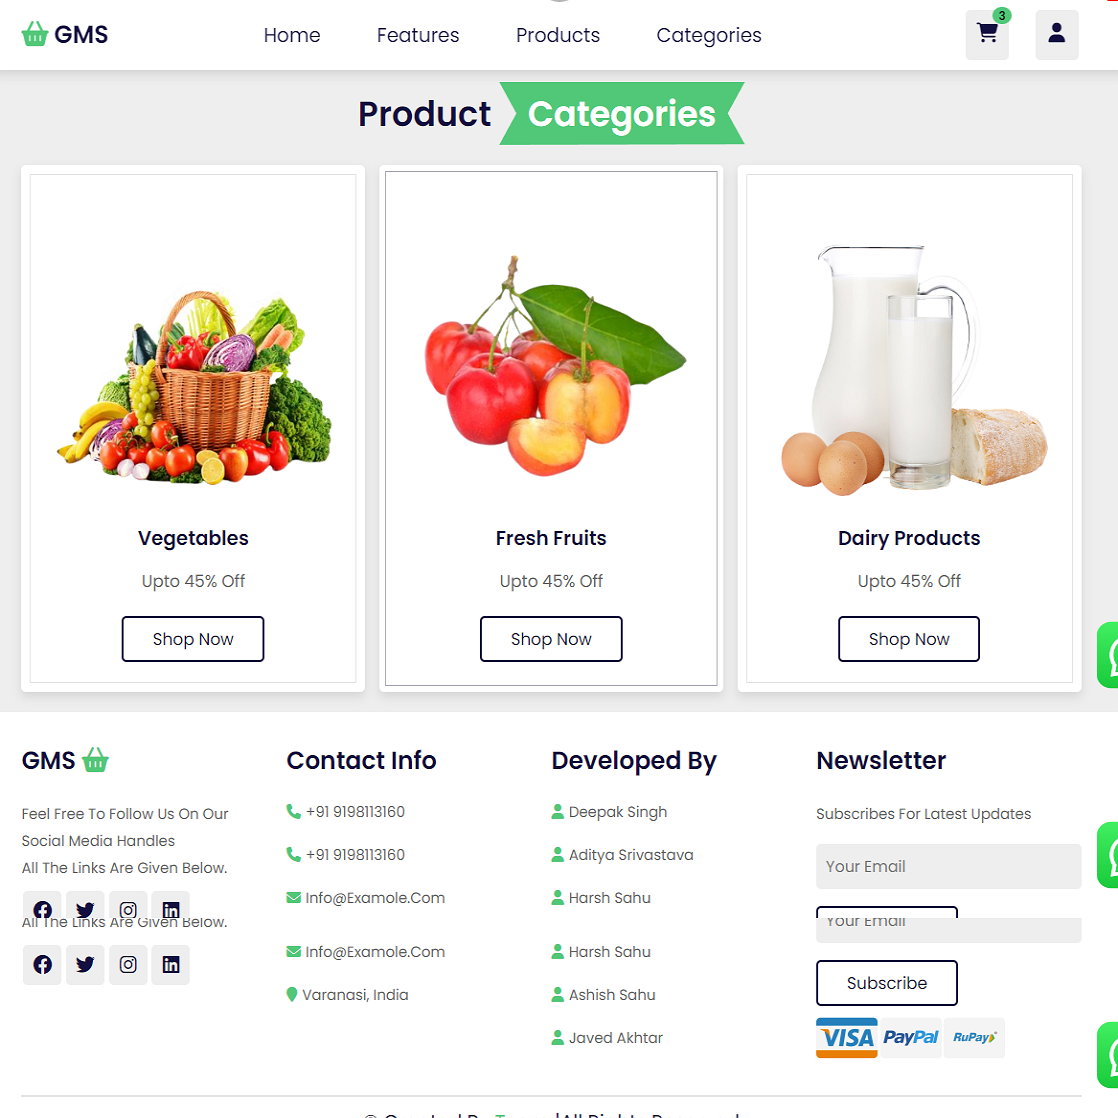 GMS
Home Features Products Categories
3
Product Categories
Vegetables
Upto 45% Off
Shop Now
Fresh Fruits
Upto 45% Off
Shop Now
Dairy Products
Upto 45% Off
Shop Now
GMS
Feel Free To Follow Us On Our
Social Media Handles
All The Links Are Given Below.
All The Links Are Given Below.
Contact Info
+91 9198113160
+91 9198113160
Info@Examole.Com
Info@Examole.Com
Varanasi, India
Developed By
Deepak Singh
Aditya Srivastava
Harsh Sahu
Harsh Sahu
Ashish Sahu
Javed Akhtar
Newsletter
Subscribes For Latest Updates
Your Email
Your Email
Subscribe
VISA PayPal RuPay